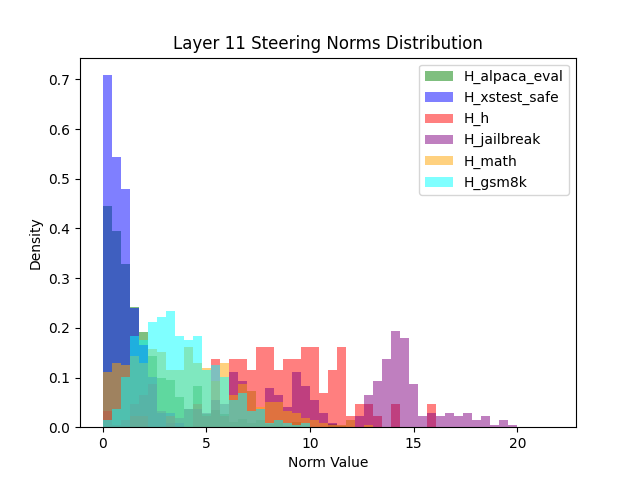 Layer 11 Steering Norms Distribution
H_alpaca_eval
H_xstest_safe
H_h
H_jailbreak
H_math
H_gsm8k
Density
0.7
0.6
0.5
0.4
0.3
0.2
0.1
0.0
0 5 10 15 20
Norm Value